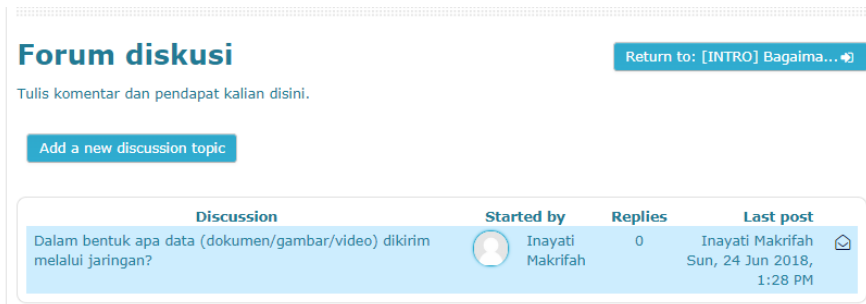 Forum diskusi
Return to: [INTRO] Bagaima...
Tulis komentar dan pendapat kalian disini.
Add a new discussion topic
Discussion Started by Replies Last post
Dalam bentuk apa data (dokumen/gambar/video) dikirim
melalui jaringan?
Inayati
Makrifah
0
Inayati Makrifah
Sun, 24 Jun 2018,
1:28 PM